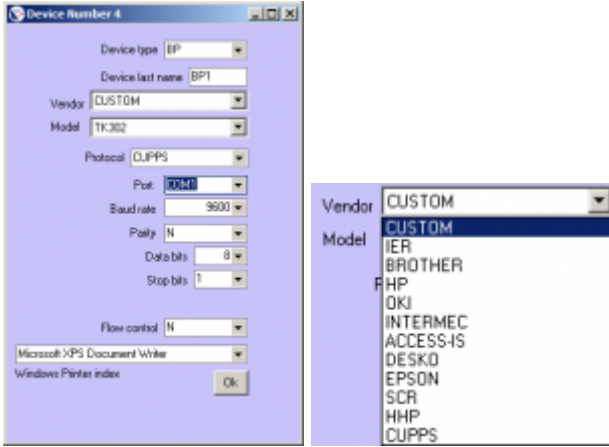 Device Number 4
Device type BP
Device last name BP1
Vendor CUSTOM
Model TK302
Protocol CUPPS
Port COM1
Baud rate 9600
Parity N
Data bits 8
Stop bits 1
Flow control N
Microsoft XPS Document Writer
Windows Printer index
Ok
Vendor CUSTOM
Model
CUSTOM
IER
BROTHER
HP
OKI
INTERMEC
ACCESS-IS
DESKO
EPSON
SCR
HHP
CUPPS